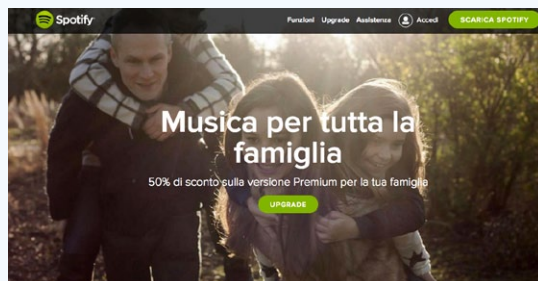 Spotify
Funzioni Upgrade Assistenza Accedi SCARICA SPOTIFY
Musica per tutta la
famiglia
50% di sconto sulla versione Premium per la tua famiglia
UPGRADE